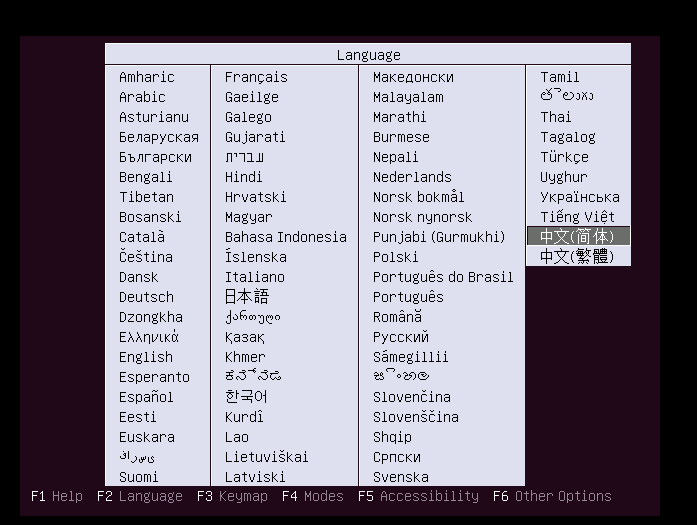 Language
Amharic
Arabic
Asturianu
Беларуская
Български
Bengali
Tibetan
Bosanski
Català
Čeština
Dansk
Deutsch
Dzongkha
Ελληνικά
English
Esperanto
Español
Eesti
Euskara
Suomi
Français
Gaeilge
Galego
Gujarati
עברית
Hindi
Hrvatski
Magyar
Bahasa Indonesia
Íslenska
Italiano
日本語
ქართული
Қазақ
Khmer
ಕನ್ನಡ
한국어
Kurdî
Lao
Lietuviškai
Latviski
Македонски
Malayalam
Marathi
Burmese
Nepali
Nederlands
Norsk bokmål
Norsk nynorsk
Punjabi (Gurmukhi)
Polski
Português do Brasil
Português
Română
Русский
Sámegillii
සිංහල
Slovenčina
Slovenščina
Shqip
Српски
Svenska
Tamil
తెలుగు
Thai
Tagalog
Türkçe
Uyghur
Українська
Tiếng Việt
中文(简体)
中文(繁體)
F1 Help F2 Language F3 Keymap F4 Modes F5 Accessibility F6 Other Options